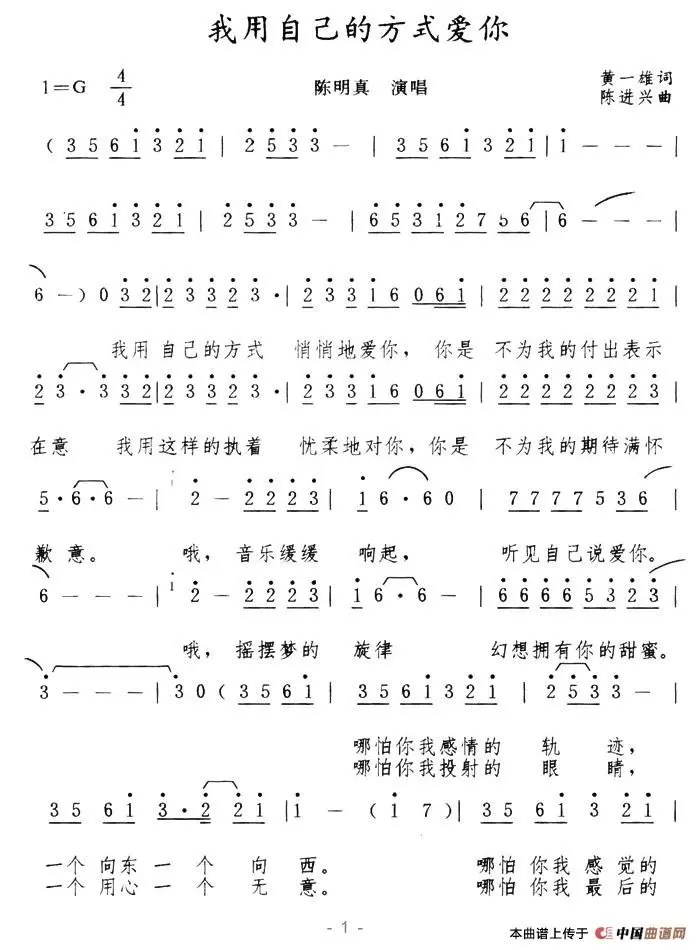 我用自己的方式爱你
1=G 4/4 陈明真 演唱 黄一雄词
陈进兴曲
( 3 5 6 1 3 2 1 | 2 5 3 3 — | 3 5 6 1 3 2 1 | 1 — — —
3 5 6 1 3 2 1 | 2 5 3 3 — | 6 5 3 1 2 7 5 6 | 6 — — —
6 — ) 0 3 2 | 2 3 3 2 3 2 3 · | 2 3 3 1 6 0 6 1 | 2 2 2 2 2 2 2 1
我用 自己的方式 悄悄地爱你, 你是 不为我的付出表示
2 3 · 3 · 3 2 | 2 3 3 2 3 2 3 · | 2 3 3 1 6 0 6 1 | 2 2 2 2 2 2 2 3
在意 我用这样的执着 忧柔地对你, 你是 不为我的期待满怀
5 · 6 · 6 — | 2 — 2 2 2 3 | 1 6 · 6 0 | 7 7 7 7 5 3 6
歉 意。 哦, 音乐缓缓 响起, 听见自己说爱你。
6 — — — | 1 2 — 2 2 2 3 | 1 6 · 6 — | 6 6 6 6 5 3 2 3
哦, 摇摆梦的 旋律 幻想拥有你的甜蜜。
3 — — — | 3 0 ( 3 5 6 1 | 3 5 6 1 3 2 1 | 2 5 3 3 —
哪怕你我感情的 轨 迹,
哪怕你我投射的 眼 睛,
3 5 6 1 3 · 2 2 1 | 1 — ( 1 7 ) | 3 5 6 1 3 2 1
一个 向东 一 个 向 西。 哪怕 你我 感 觉的
一个 用心 一 个 无 意。 哪怕 你我 最 后的
- 1 -
本曲谱上传于 中国曲谱网